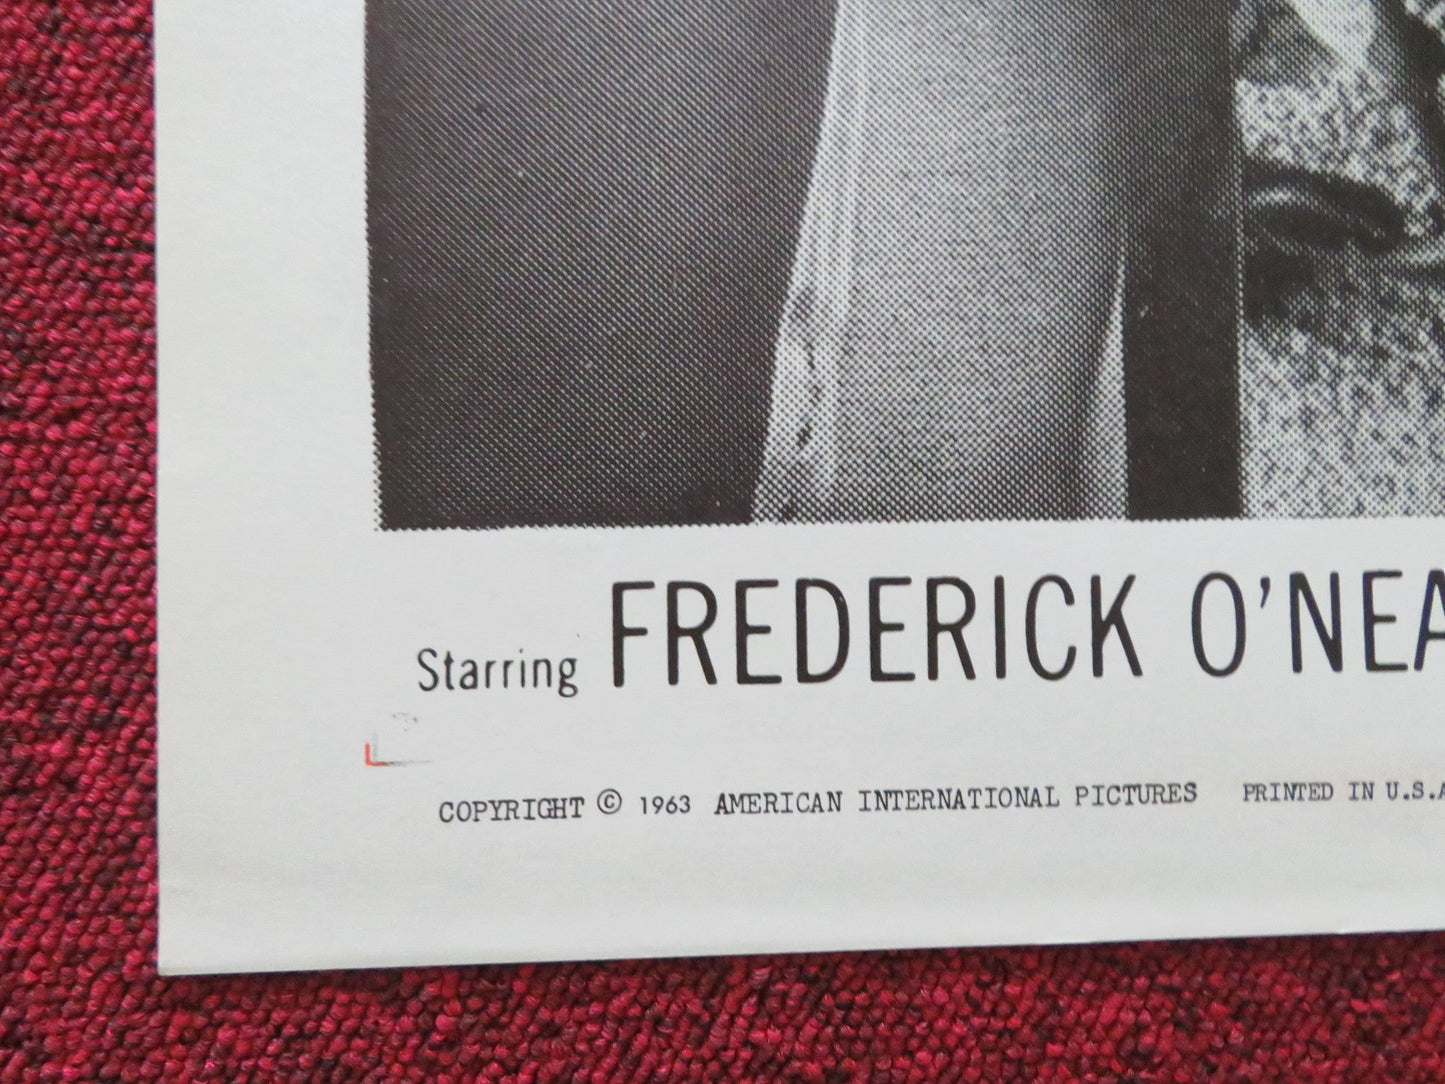 Starring FREDERICK O'NEA
COPYRIGHT © 1963 AMERICAN INTERNATIONAL PICTURES PRINTED IN U.S.A